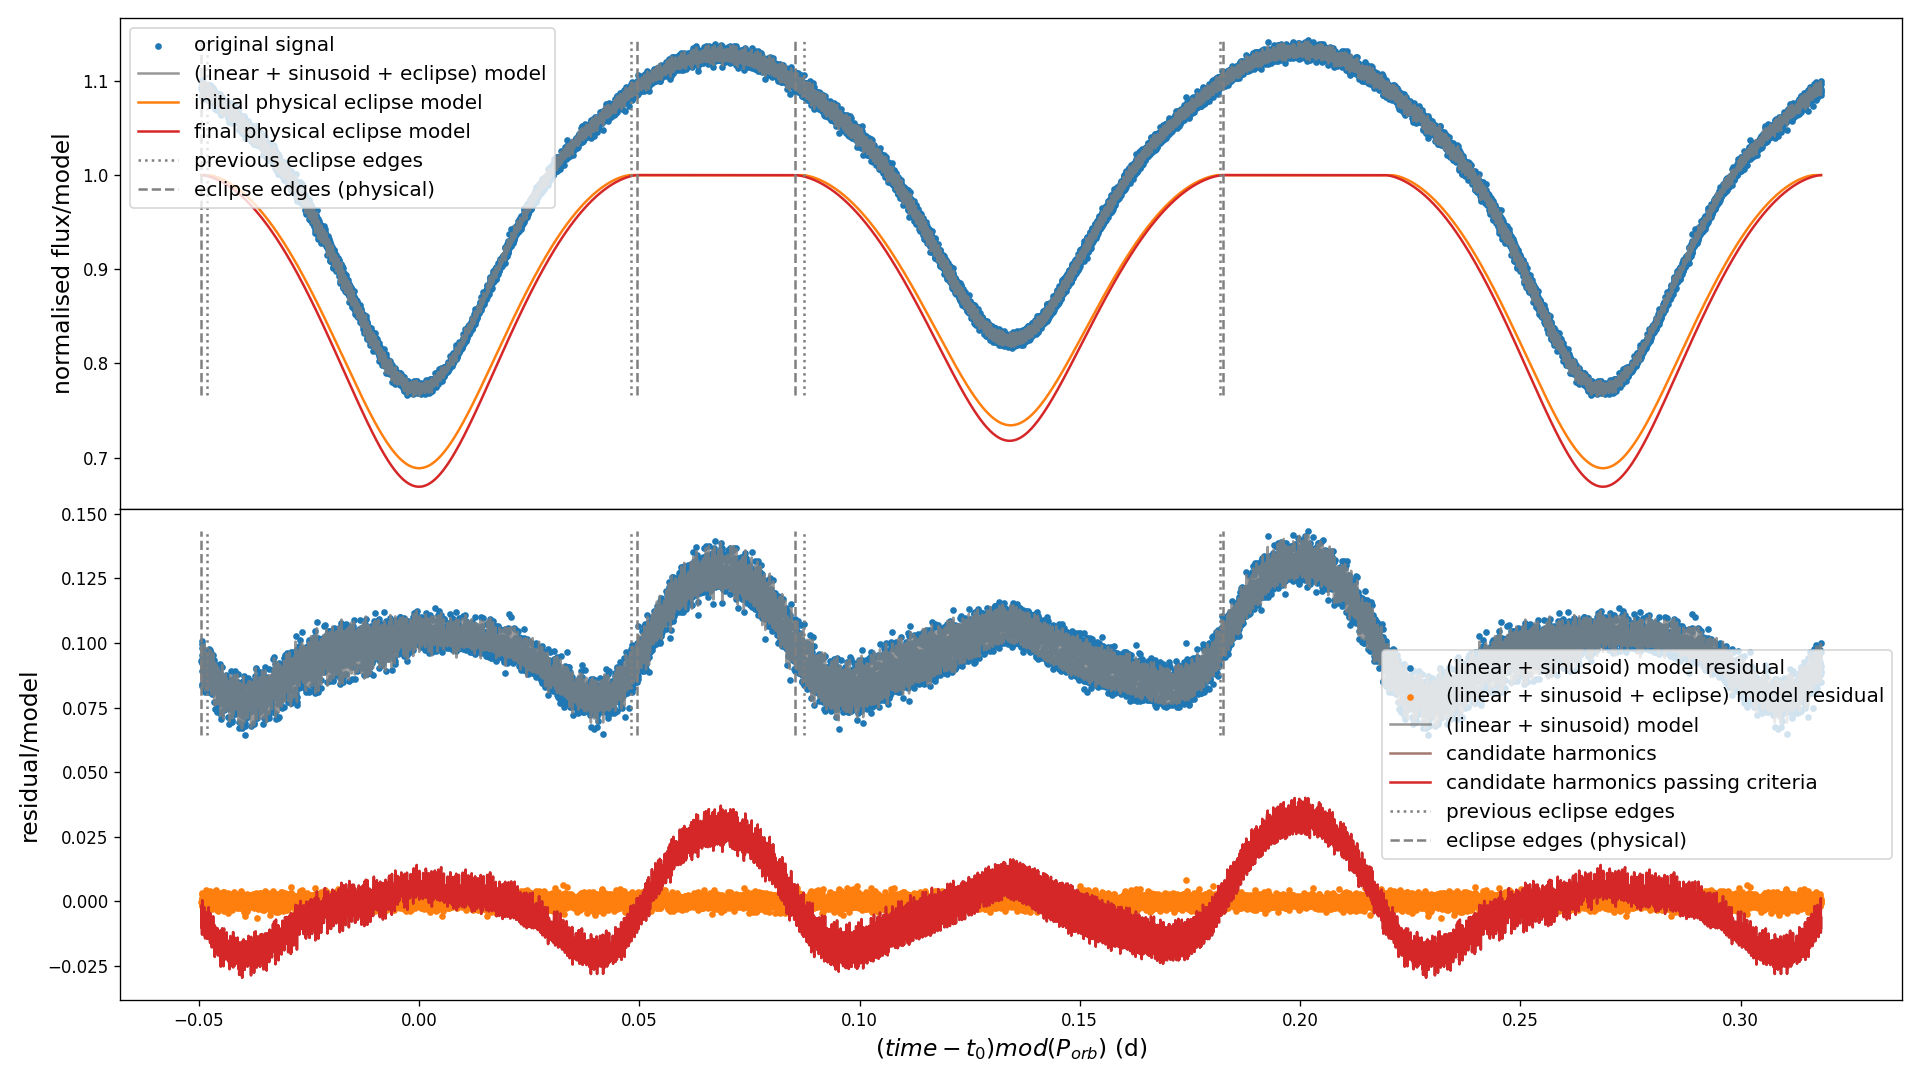 normalised flux/model
1.1
1.0
0.9
0.8
0.7
original signal
(linear + sinusoid + eclipse) model
initial physical eclipse model
final physical eclipse model
previous eclipse edges
eclipse edges (physical)
residual/model
0.150
0.125
0.100
0.075
0.050
0.025
0.000
−0.025
(linear + sinusoid) model residual
(linear + sinusoid + eclipse) model residual
(linear + sinusoid) model
candidate harmonics
candidate harmonics passing criteria
previous eclipse edges
eclipse edges (physical)
−0.05 0.00 0.05 0.10 0.15 0.20 0.25 0.30
(time − t₀)mod(P_orb) (d)